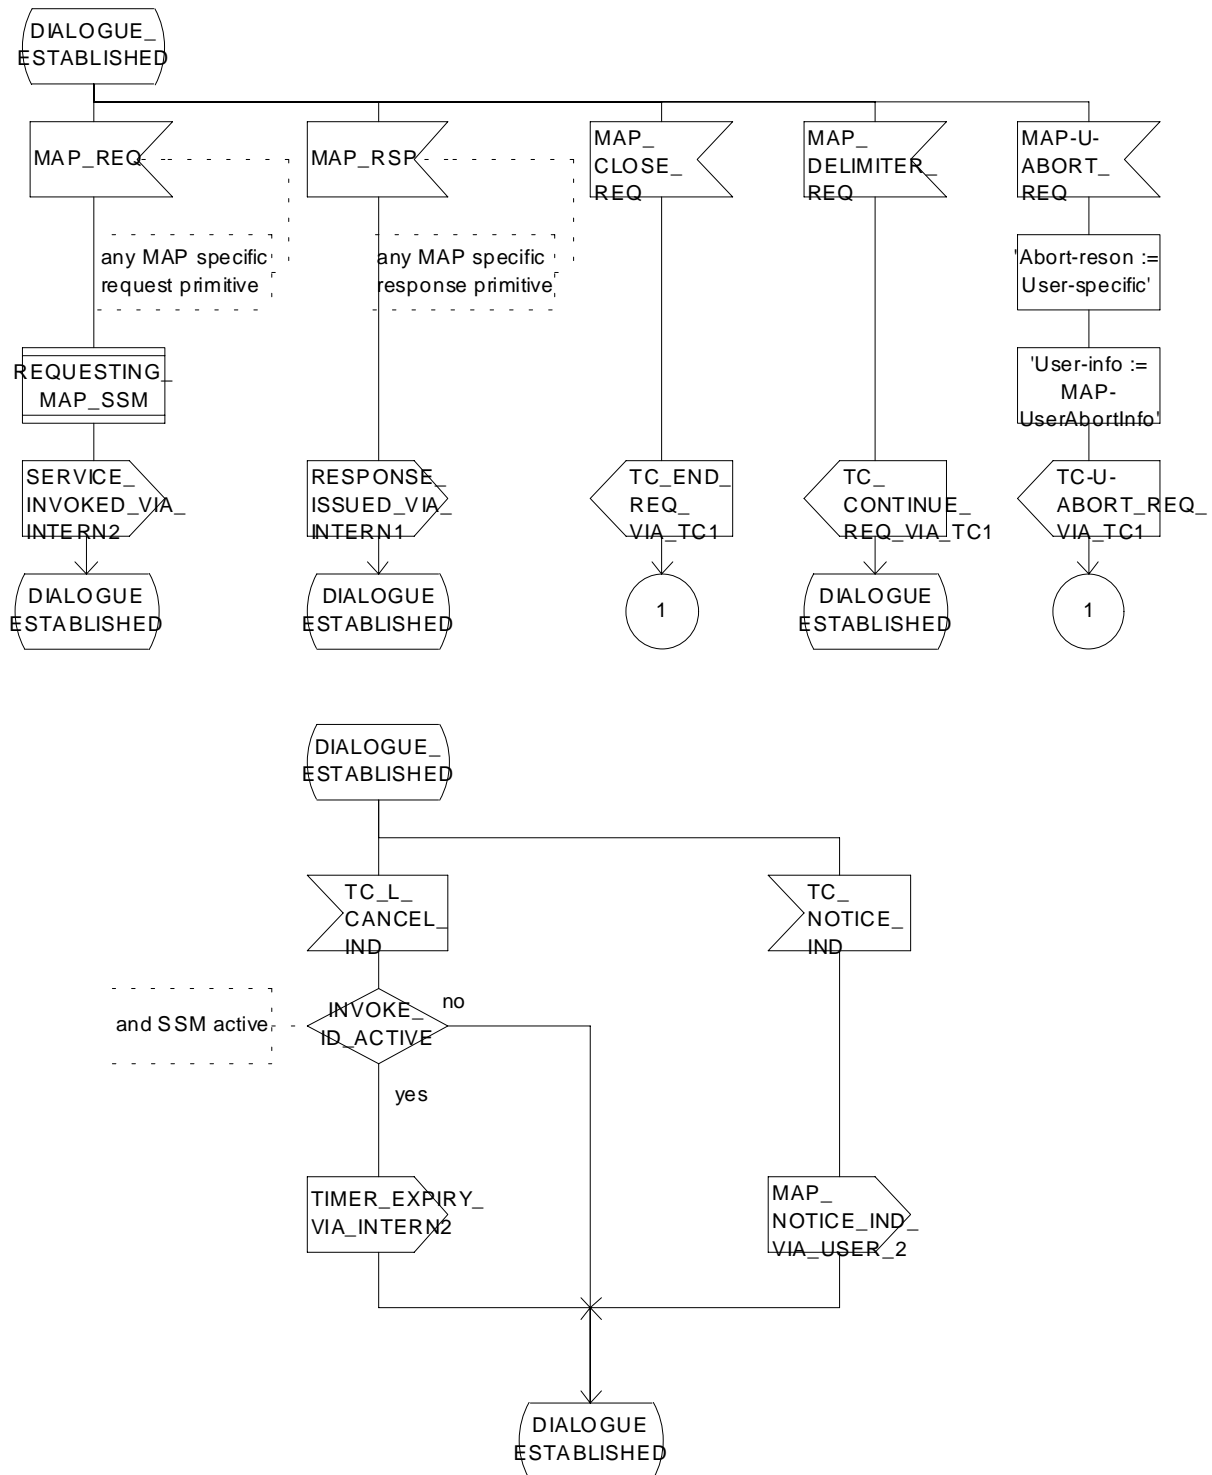 DIALOGUE_
ESTABLISHED
MAP_REQ
MAP_RSP
MAP_
CLOSE_
REQ
MAP_
DELIMITER_
REQ
MAP-U-
ABORT_
REQ
any MAP specific
request primitive
any MAP specific
response primitive
'Abort-reson :=
User-specific'
REQUESTING_
MAP_SSM
'User-info :=
MAP-
UserAbortInfo'
SERVICE_
INVOKED_VIA_
INTERN2
RESPONSE_
ISSUED_VIA_
INTERN1
TC_END_
REQ_
VIA_TC1
TC_
CONTINUE_
REQ_VIA_TC1
TC-U-
ABORT_REQ_
VIA_TC1
DIALOGUE
ESTABLISHED
DIALOGUE
ESTABLISHED
1
DIALOGUE
ESTABLISHED
1
DIALOGUE_
ESTABLISHED
TC_L_
CANCEL_
IND
TC_
NOTICE_
IND
and SSM active
INVOKE_
ID_ACTIVE
no
yes
TIMER_EXPIRY_
VIA_INTERN2
MAP_
NOTICE_IND_
VIA_USER_2
DIALOGUE
ESTABLISHED